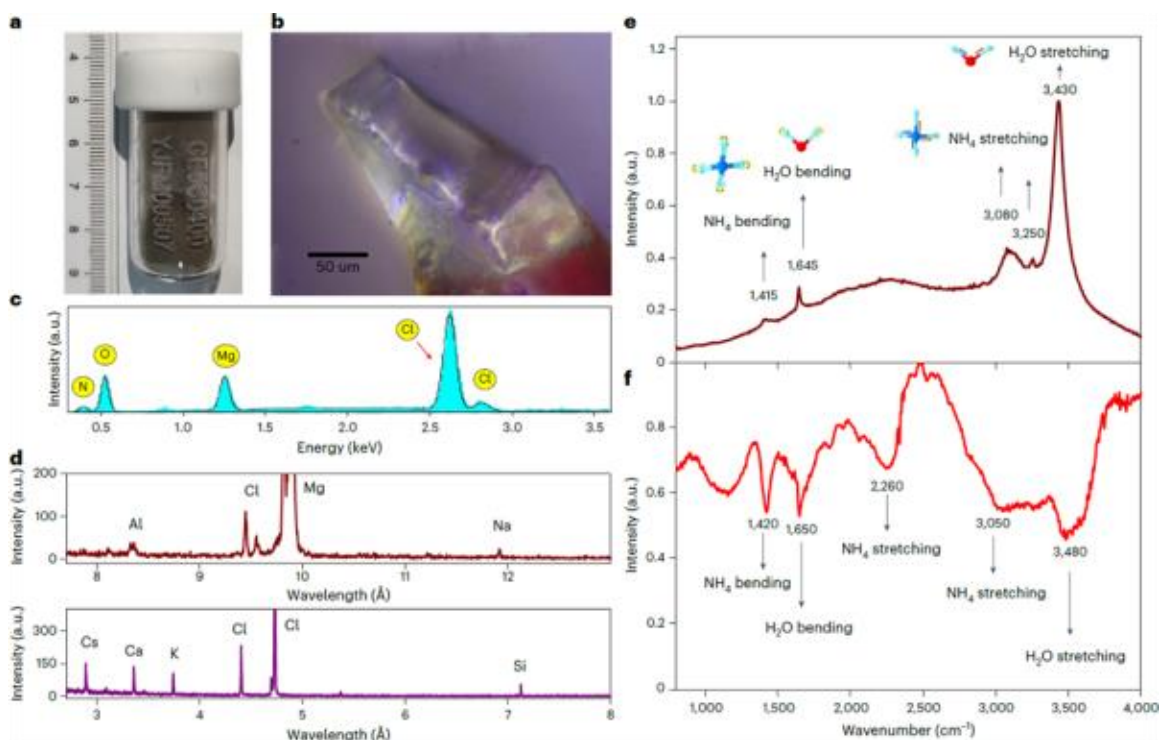 a
4
5
6
7
8
9
CE5C0400
YJFM00507
b
50 um
c
Intensity (a.u.)
N
O
Mg
Cl
Cl
0.5 1.0 1.5 2.0 2.5 3.0 3.5
Energy (keV)
d
Intensity (a.u.)
200
100
0
Al
Cl
Mg
Na
8 9 10 11 12
Wavelength (Å)
Intensity (a.u.)
300
150
0
Cs
Ca
K
Cl
Cl
Si
3 4 5 6 7 8
Wavelength (Å)
e
Intensity (a.u.)
1.2
1.0
0.8
0.6
0.4
0.2
0
H₂O stretching
3,430
NH₄ stretching
3,080
3,250
H₂O bending
1,645
NH₄ bending
1,415
f
Intensity (a.u.)
0.8
0.6
0.4
0.2
0
1,420
NH₄ bending
1,650
H₂O bending
2,260
NH₄ stretching
3,050
NH₄ stretching
3,480
H₂O stretching
1,000 1,500 2,000 2,500 3,000 3,500 4,000
Wavenumber (cm⁻¹)